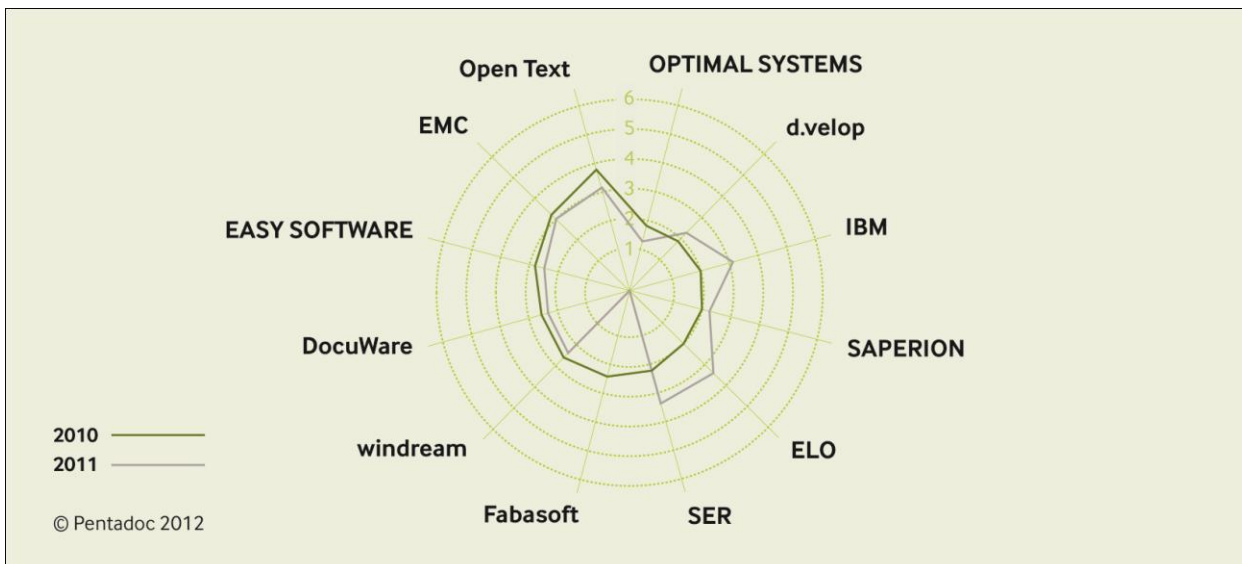 Open Text
OPTIMAL SYSTEMS
EMC
d.velop
EASY SOFTWARE
IBM
DocuWare
SAPERION
windream
ELO
Fabasoft
SER
6
5
4
3
2
1
2010
2011
© Pentadoc 2012